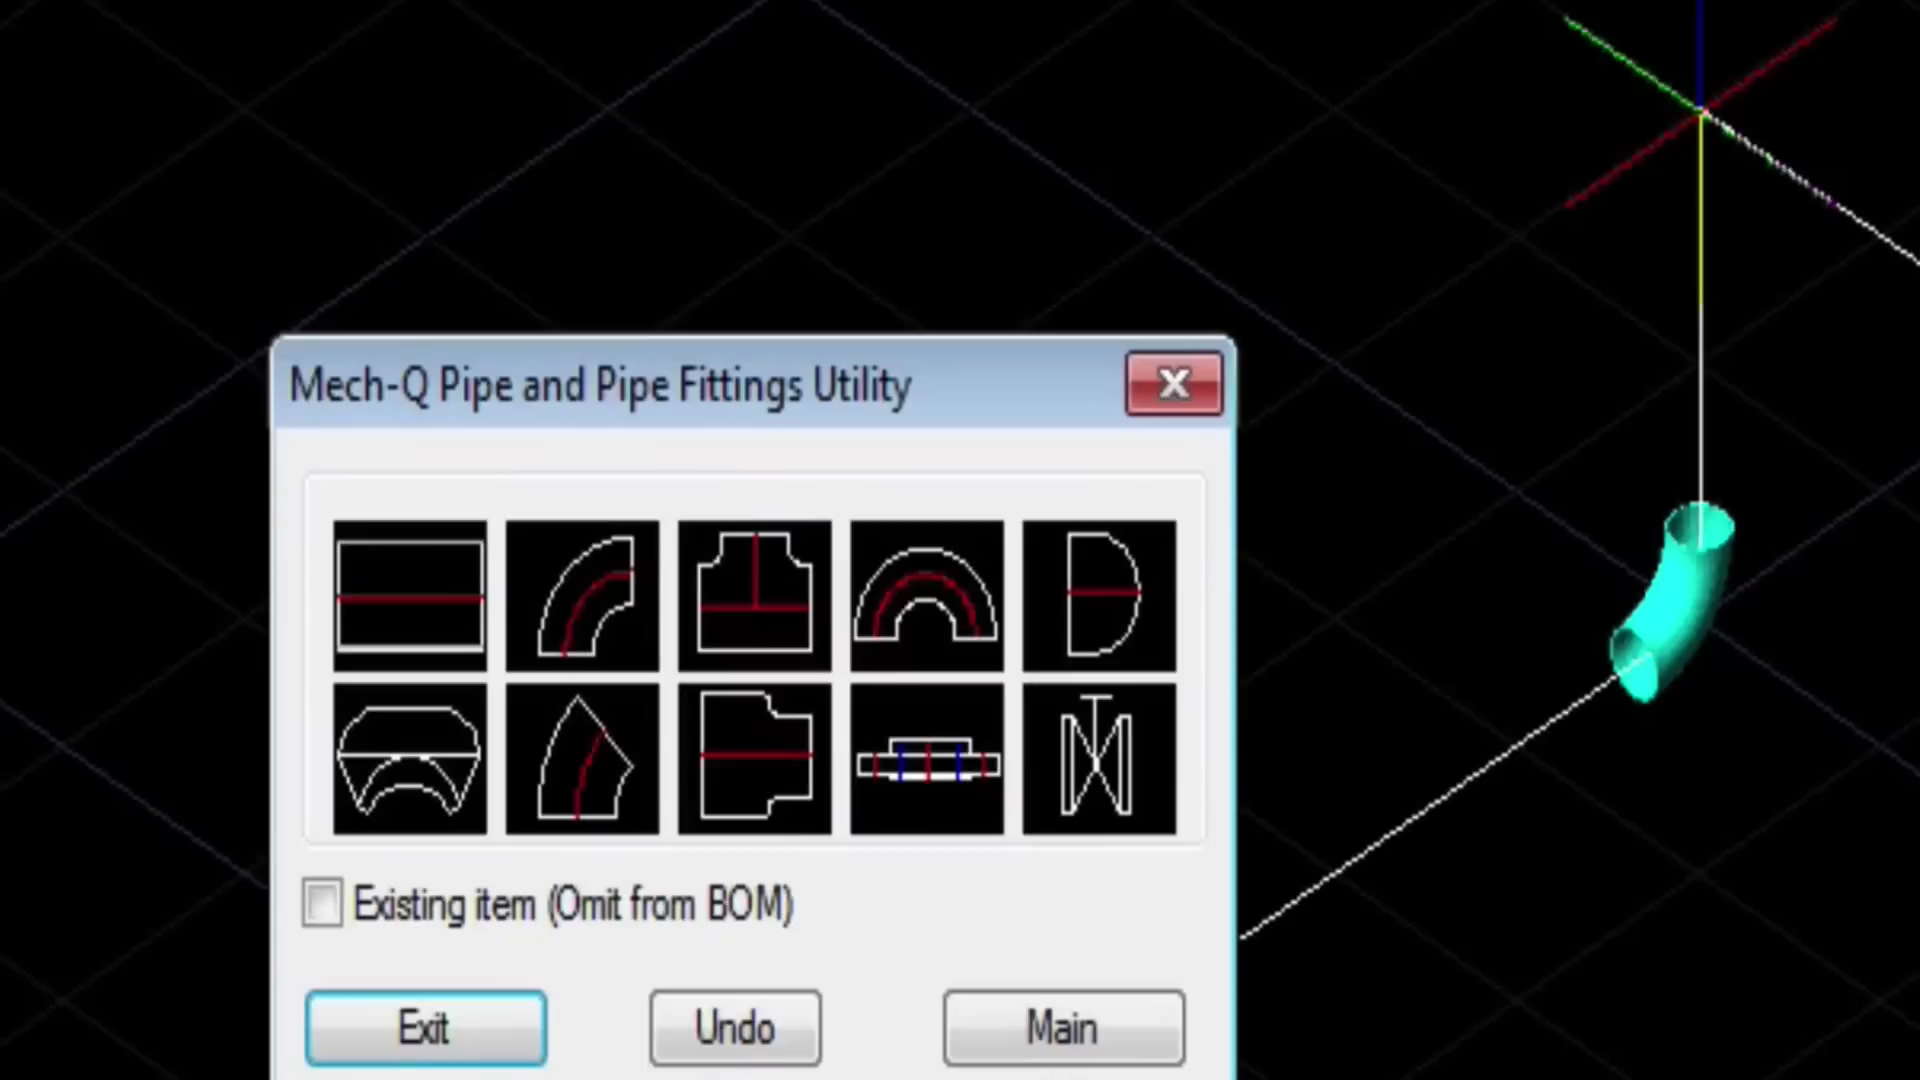 Mech-Q Pipe and Pipe Fittings Utility
Existing item (Omit from BOM)
Exit
Undo
Main